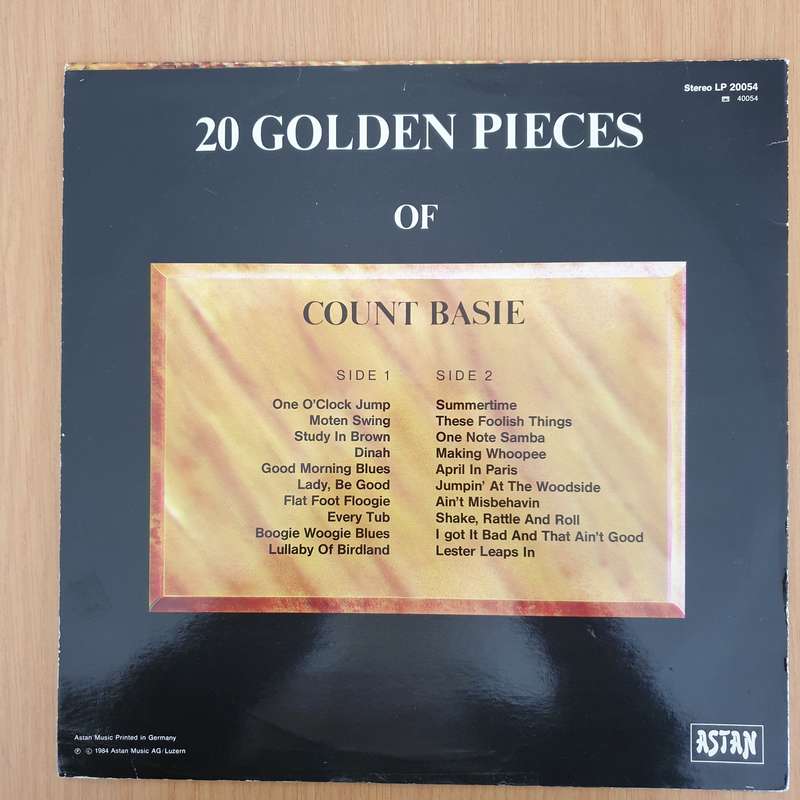 Stereo LP 20054
40054
20 GOLDEN PIECES
OF
COUNT BASIE
SIDE 1
One O'Clock Jump
Moten Swing
Study In Brown
Dinah
Good Morning Blues
Lady, Be Good
Flat Foot Floogie
Every Tub
Boogie Woogie Blues
Lullaby Of Birdland
SIDE 2
Summertime
These Foolish Things
One Note Samba
Making Whoopee
April In Paris
Jumpin' At The Woodside
Ain't Misbehavin
Shake, Rattle And Roll
I got It Bad And That Ain't Good
Lester Leaps In
Astan Music Printed in Germany
℗ © 1984 Astan Music AG/Luzern
ASTAN